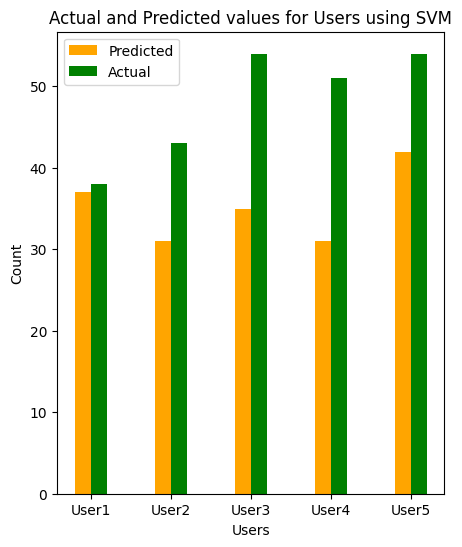 Actual and Predicted values for Users using SVM
Predicted
Actual
50
40
30
20
10
0
Count
User1 User2 User3 User4 User5
Users